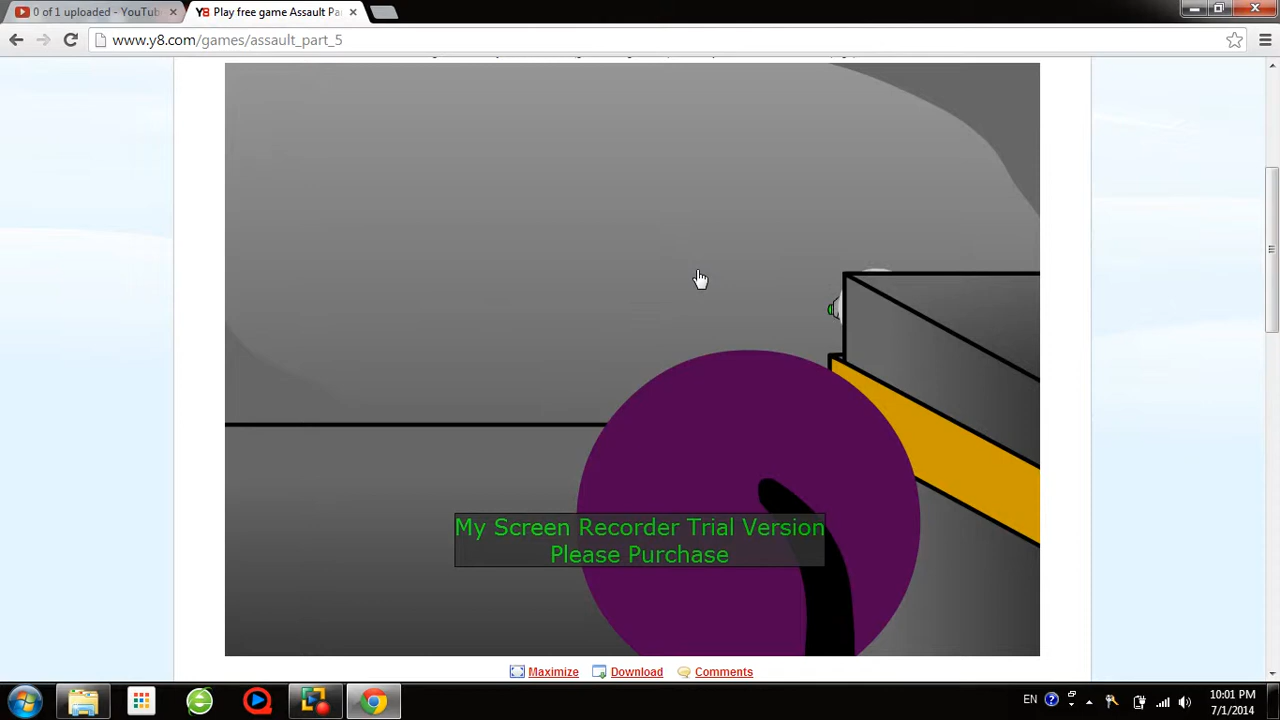 0 of 1 uploaded - YouTub
Y8 Play free game Assault Pa
www.y8.com/games/assault_part_5
My Screen Recorder Trial Version
Please Purchase
Maximize
Download
Comments
EN
10:01 PM
7/1/2014